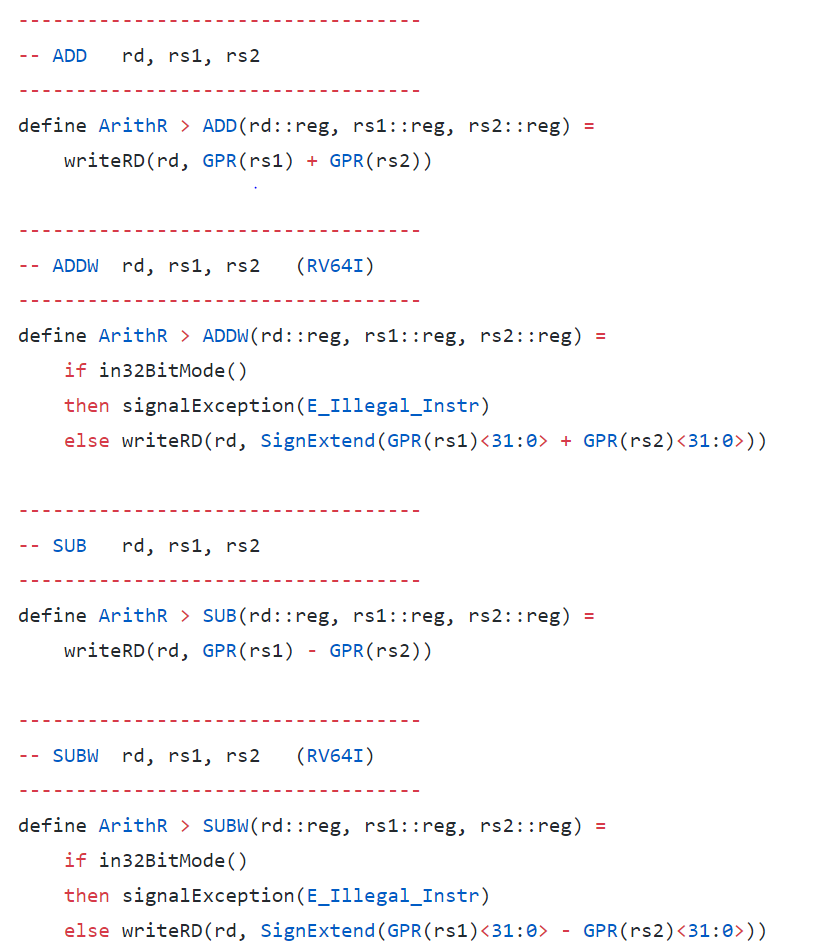 -----------------------------------
-- ADD   rd, rs1, rs2
-----------------------------------
define ArithR > ADD(rd::reg, rs1::reg, rs2::reg) =
    writeRD(rd, GPR(rs1) + GPR(rs2))
-----------------------------------
-- ADDW  rd, rs1, rs2   (RV64I)
-----------------------------------
define ArithR > ADDW(rd::reg, rs1::reg, rs2::reg) =
    if in32BitMode()
    then signalException(E_Illegal_Instr)
    else writeRD(rd, SignExtend(GPR(rs1)<31:0> + GPR(rs2)<31:0>))
-----------------------------------
-- SUB   rd, rs1, rs2
-----------------------------------
define ArithR > SUB(rd::reg, rs1::reg, rs2::reg) =
    writeRD(rd, GPR(rs1) - GPR(rs2))
-----------------------------------
-- SUBW  rd, rs1, rs2   (RV64I)
-----------------------------------
define ArithR > SUBW(rd::reg, rs1::reg, rs2::reg) =
    if in32BitMode()
    then signalException(E_Illegal_Instr)
    else writeRD(rd, SignExtend(GPR(rs1)<31:0> - GPR(rs2)<31:0>))